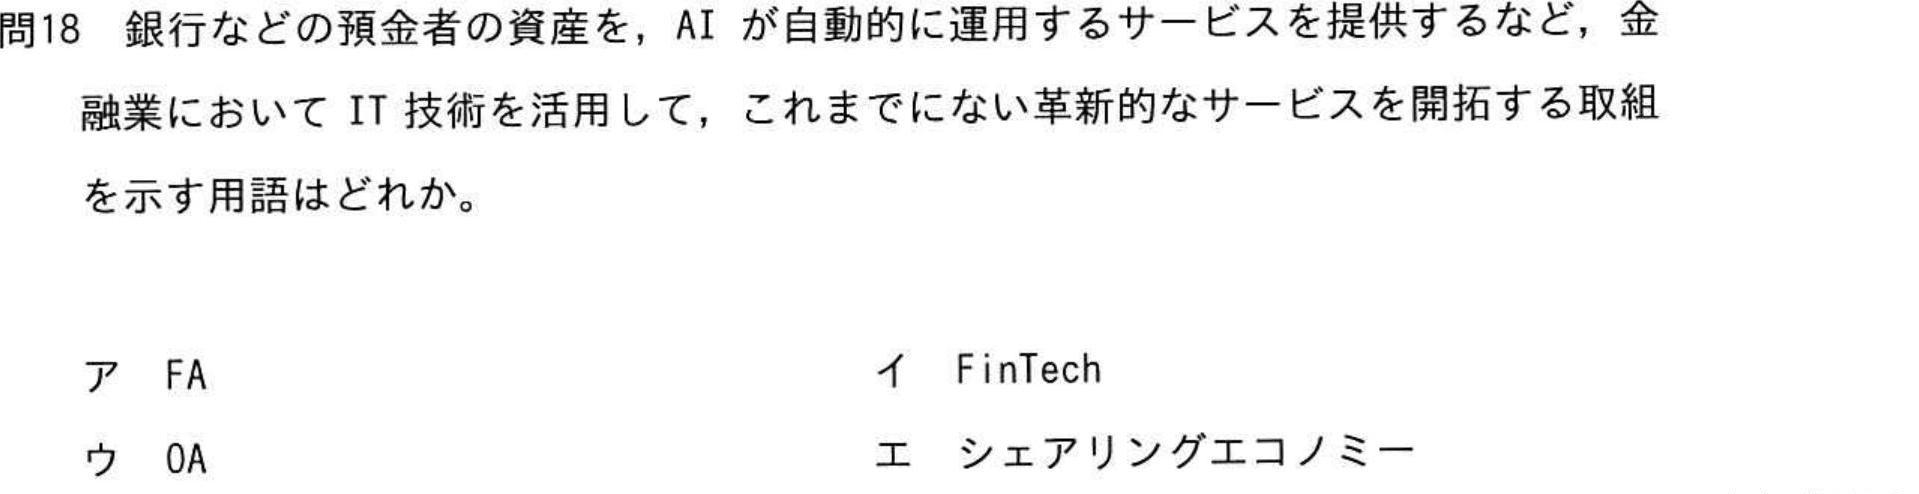 問18　銀行などの預金者の資産を，AI が自動的に運用するサービスを提供するなど，金
融業において IT 技術を活用して，これまでにない革新的なサービスを開拓する取組
を示す用語はどれか。
ア　FA　イ　FinTech
ウ　OA　エ　シェアリングエコノミー